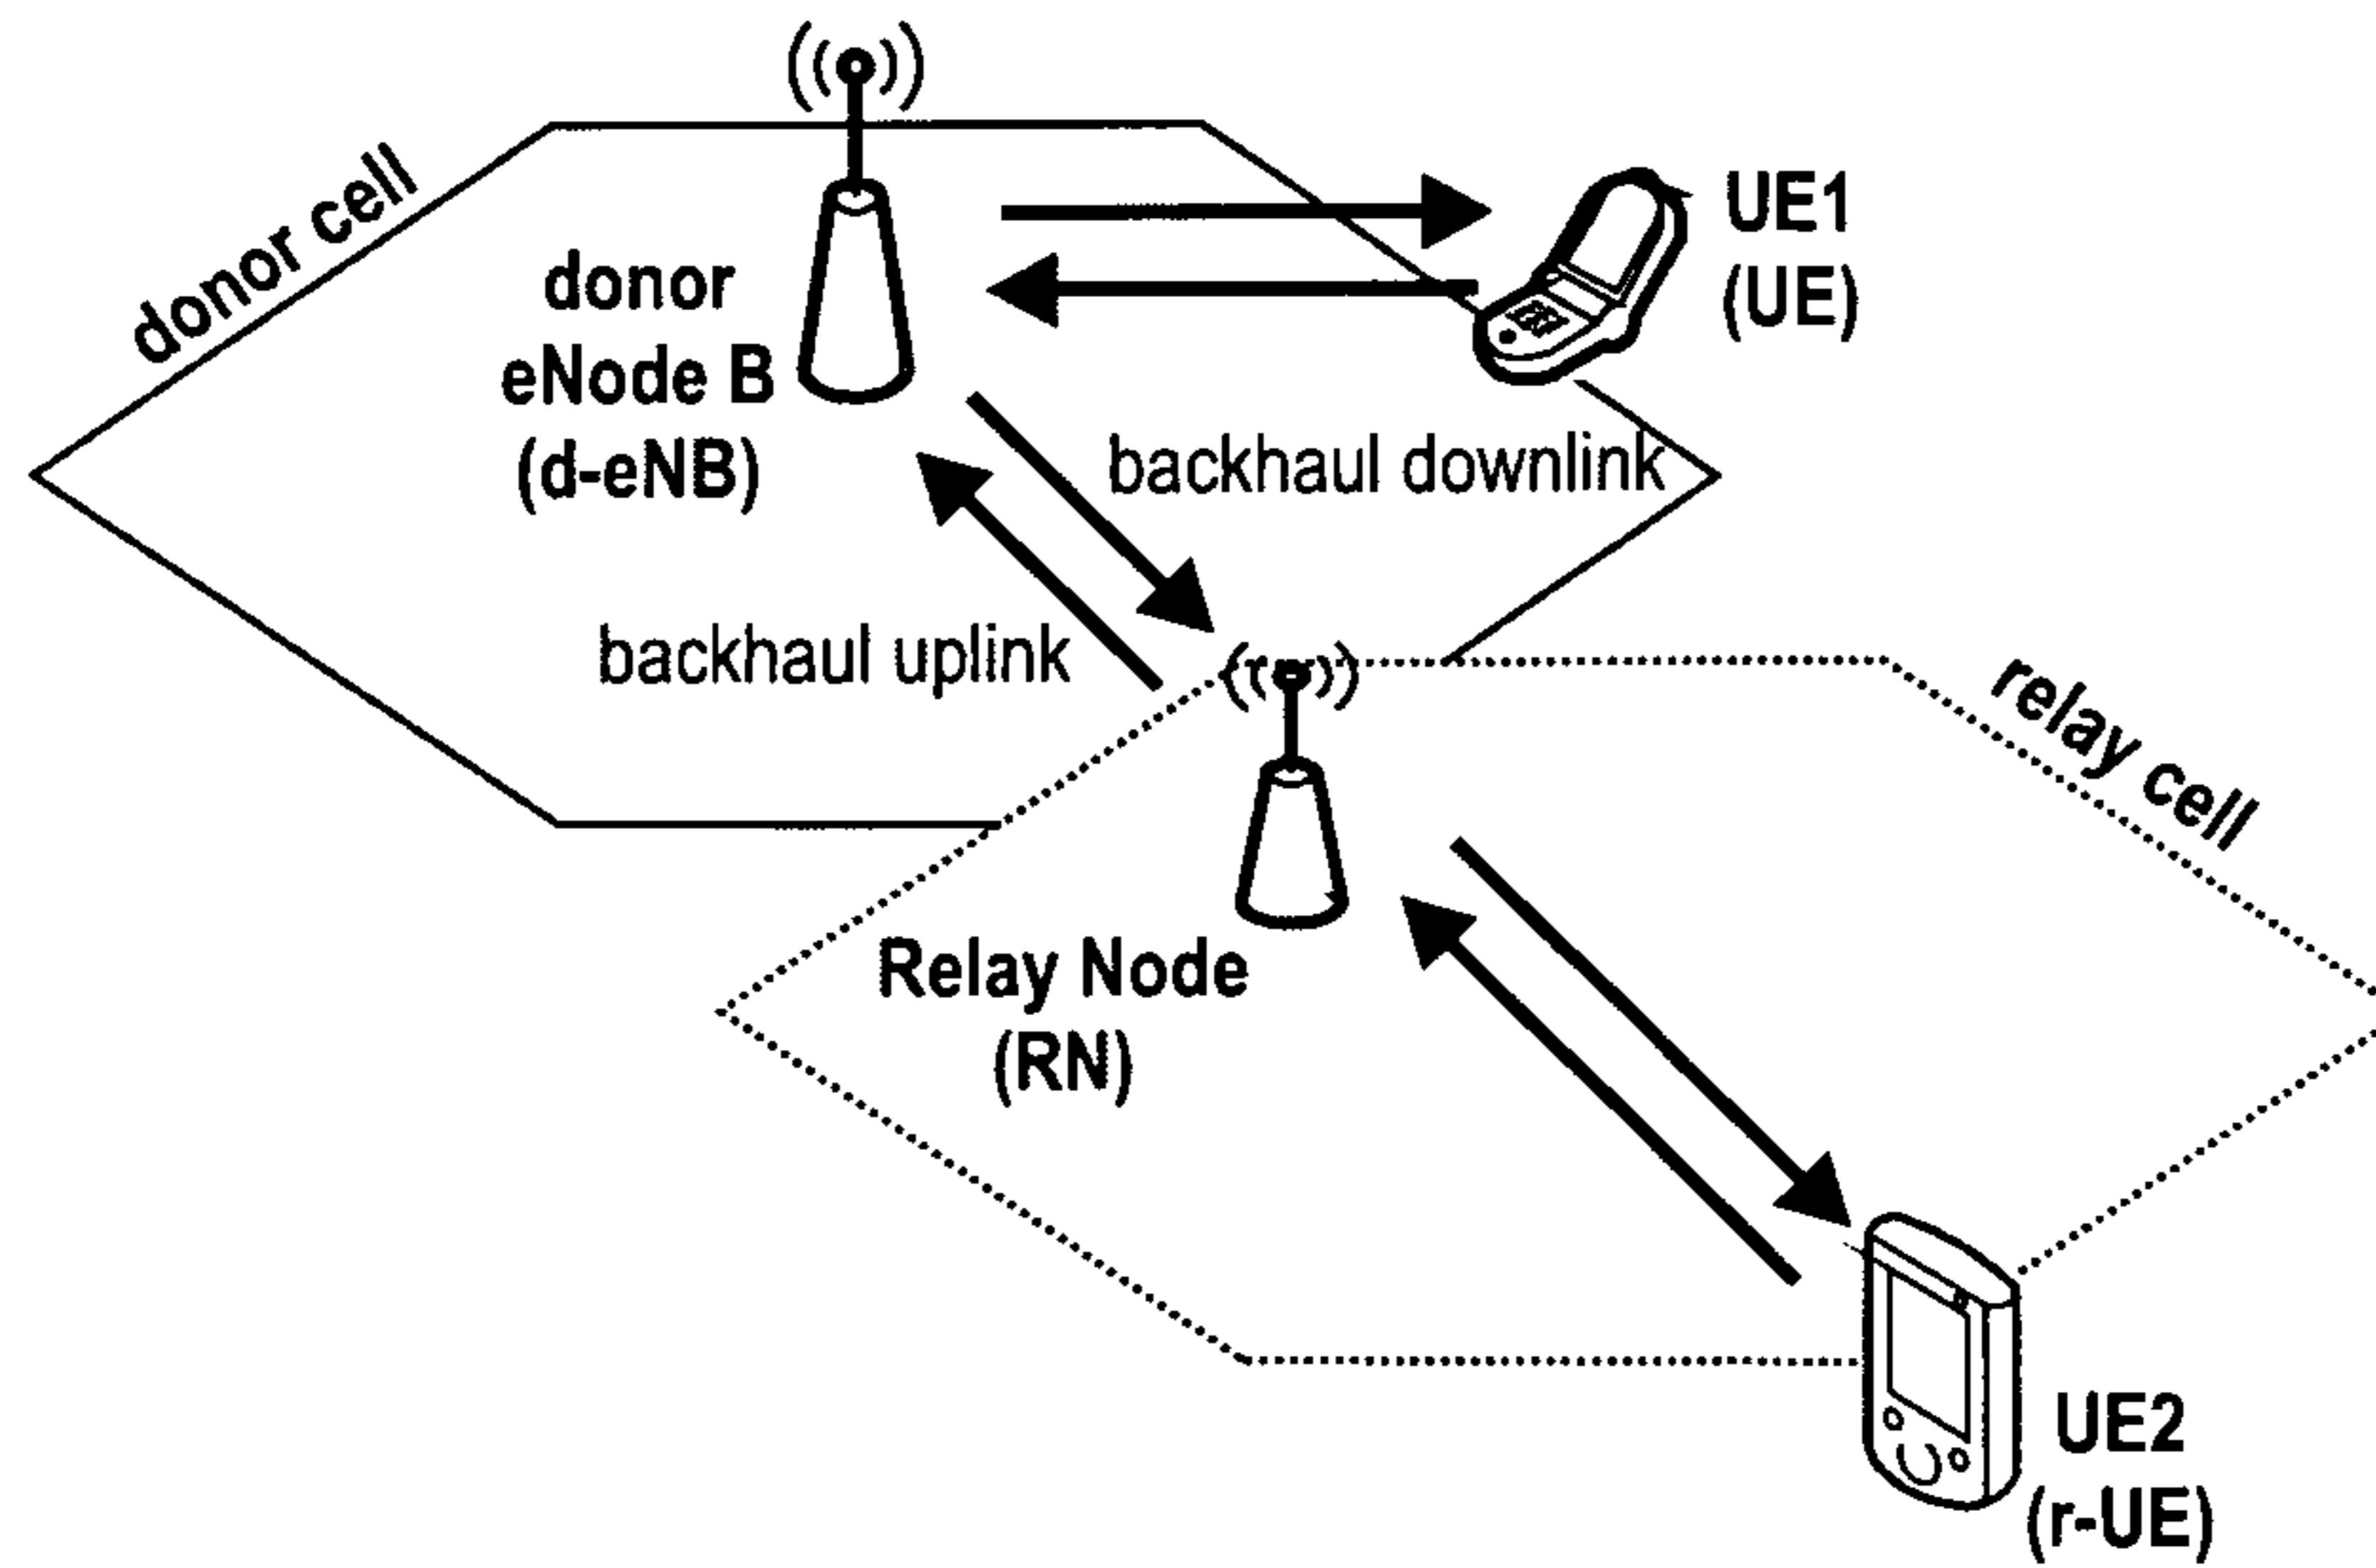 donor cell
donor
eNode B
(d-eNB)
UE1
(UE)
backhaul downlink
backhaul uplink
relay cell
Relay Node
(RN)
UE2
(r-UE)